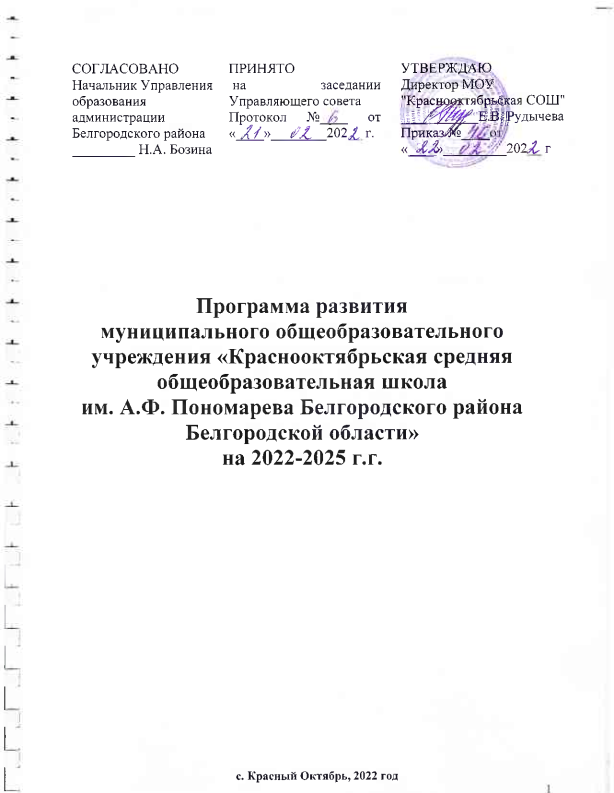 СОГЛАСОВАНО
Начальник Управления
образования
администрации
Белгородского района
_________ Н.А. Бозина
ПРИНЯТО
на заседании
Управляющего совета
Протокол № 6 от
« 21 » 02 2022 г.
УТВЕРЖДАЮ
Директор МОУ
"Краснооктябрьская СОШ"
Е.В. Рудычева
Приказ № от
« 22 » 02 2022 г
Программа развития
муниципального общеобразовательного
учреждения «Краснооктябрьская средняя
общеобразовательная школа
им. А.Ф. Пономарева Белгородского района
Белгородской области»
на 2022-2025 г.г.
с. Красный Октябрь, 2022 год
1